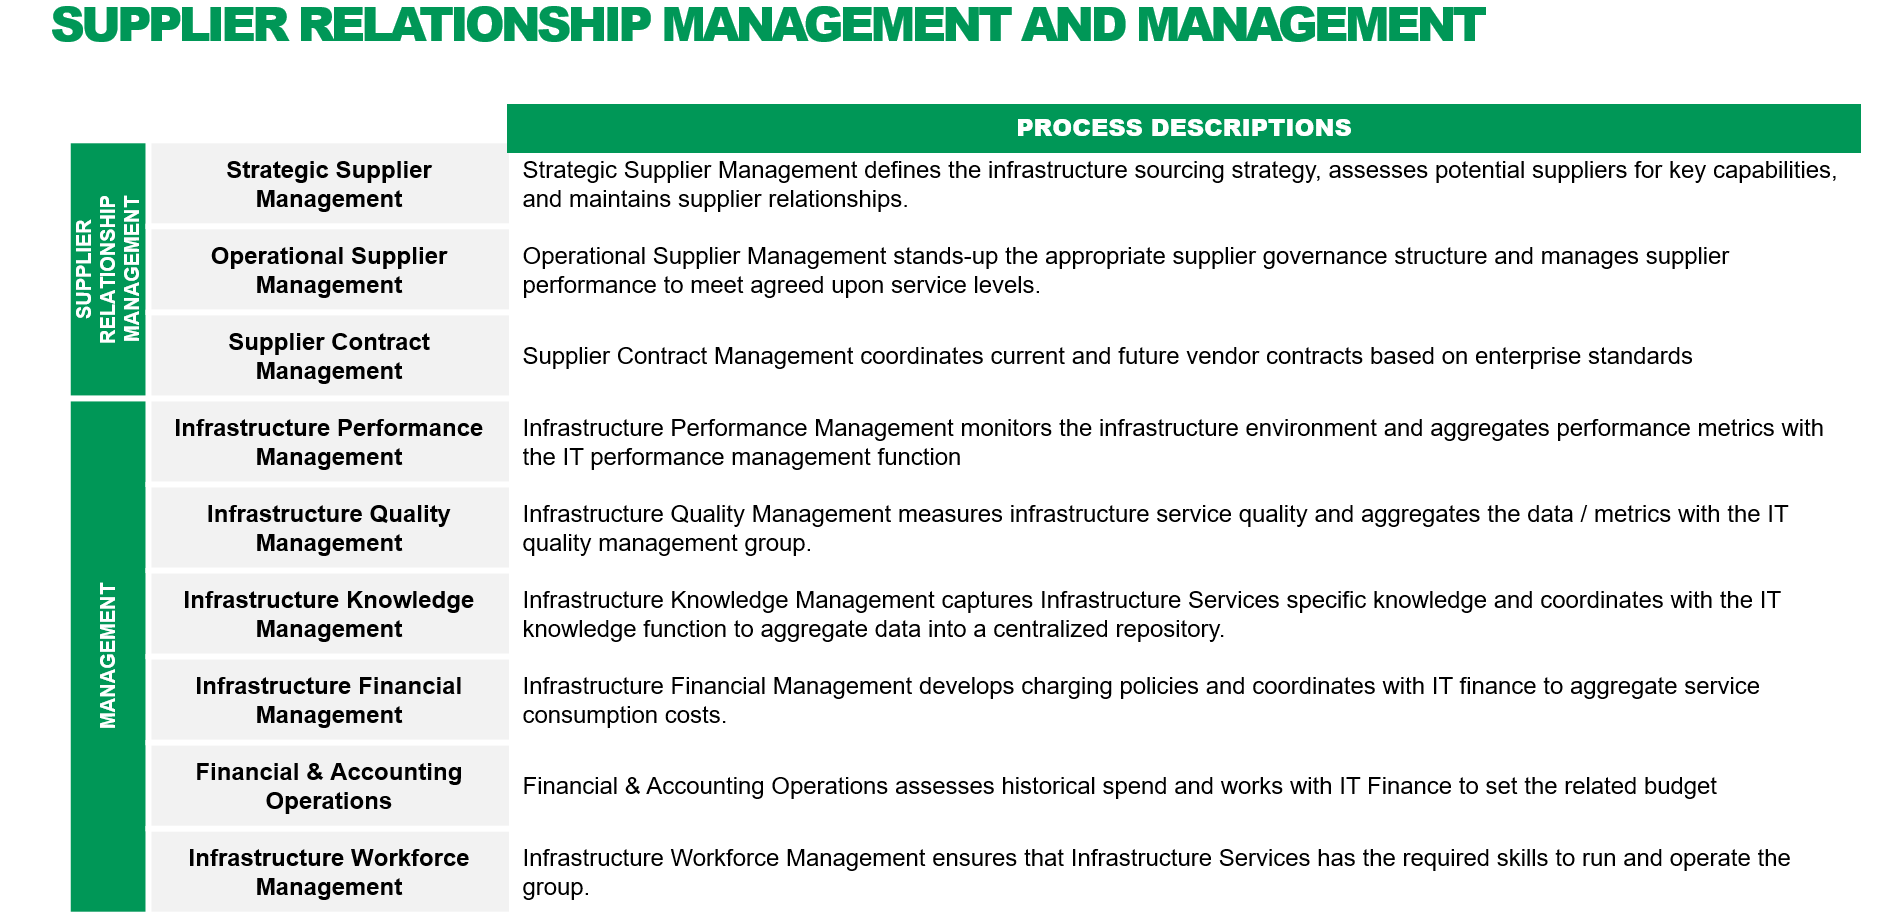 SUPPLIER RELATIONSHIP MANAGEMENT AND MANAGEMENT
PROCESS DESCRIPTIONS
SUPPLIER
RELATIONSHIP
MANAGEMENT
Strategic Supplier
Management
Strategic Supplier Management defines the infrastructure sourcing strategy, assesses potential suppliers for key capabilities,
and maintains supplier relationships.
Operational Supplier
Management
Operational Supplier Management stands-up the appropriate supplier governance structure and manages supplier
performance to meet agreed upon service levels.
Supplier Contract
Management
Supplier Contract Management coordinates current and future vendor contracts based on enterprise standards
MANAGEMENT
Infrastructure Performance
Management
Infrastructure Performance Management monitors the infrastructure environment and aggregates performance metrics with
the IT performance management function
Infrastructure Quality
Management
Infrastructure Quality Management measures infrastructure service quality and aggregates the data / metrics with the IT
quality management group.
Infrastructure Knowledge
Management
Infrastructure Knowledge Management captures Infrastructure Services specific knowledge and coordinates with the IT
knowledge function to aggregate data into a centralized repository.
Infrastructure Financial
Management
Infrastructure Financial Management develops charging policies and coordinates with IT finance to aggregate service
consumption costs.
Financial & Accounting
Operations
Financial & Accounting Operations assesses historical spend and works with IT Finance to set the related budget
Infrastructure Workforce
Management
Infrastructure Workforce Management ensures that Infrastructure Services has the required skills to run and operate the
group.